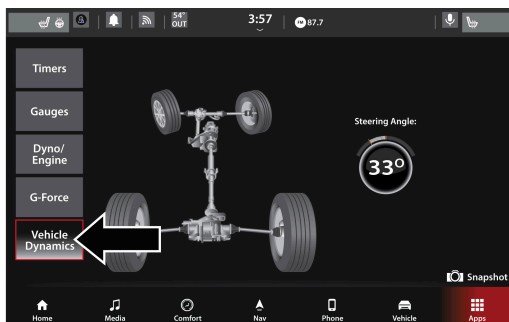 54°
OUT
3:57
FM 87.7
Timers
Gauges
Dyno/
Engine
G-Force
Vehicle
Dynamics
Steering Angle:
33°
Snapshot
Home
Media
Comfort
Nav
Phone
Vehicle
Apps